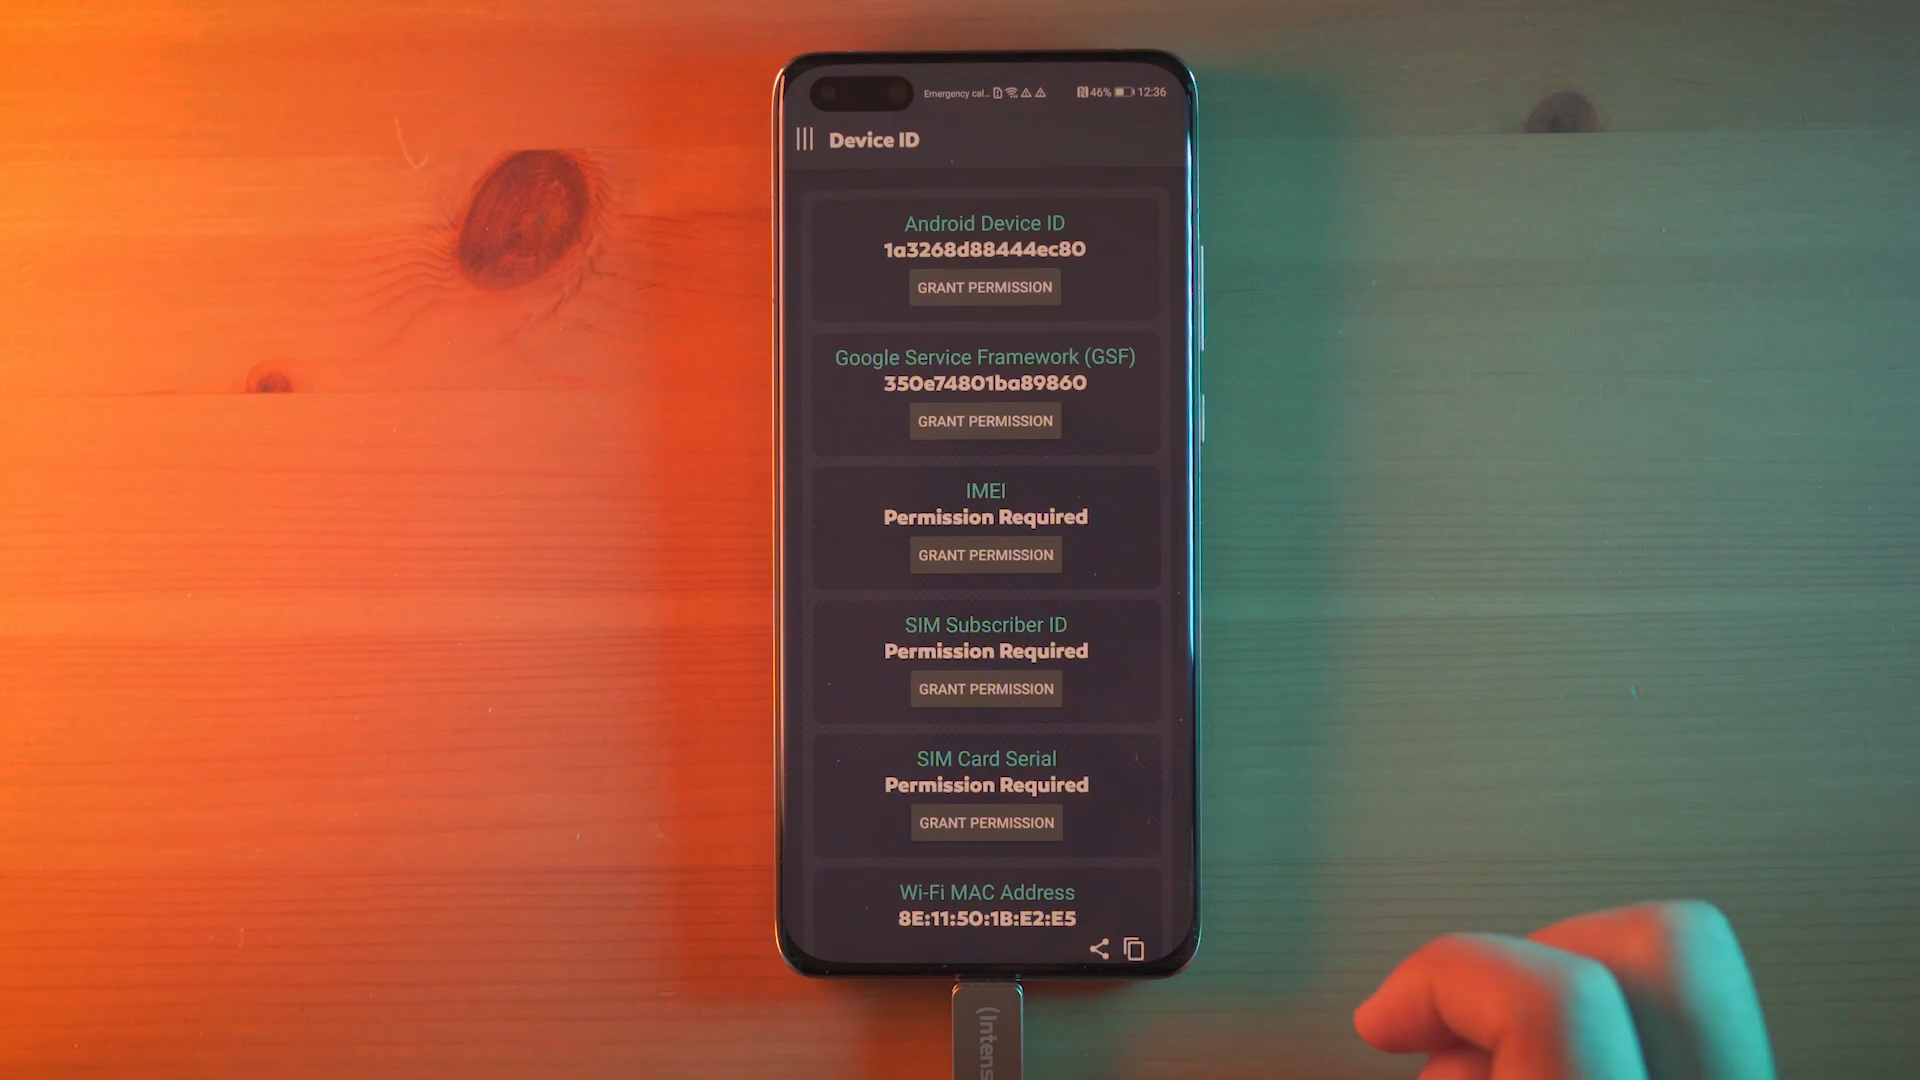 Emergency cal... 46% 12:36
Device ID
Android Device ID
1a3268d88444ec80
GRANT PERMISSION
Google Service Framework (GSF)
350e74801ba89860
GRANT PERMISSION
IMEI
Permission Required
GRANT PERMISSION
SIM Subscriber ID
Permission Required
GRANT PERMISSION
SIM Card Serial
Permission Required
GRANT PERMISSION
Wi-Fi MAC Address
8E:11:50:1B:E2:E5
(intens